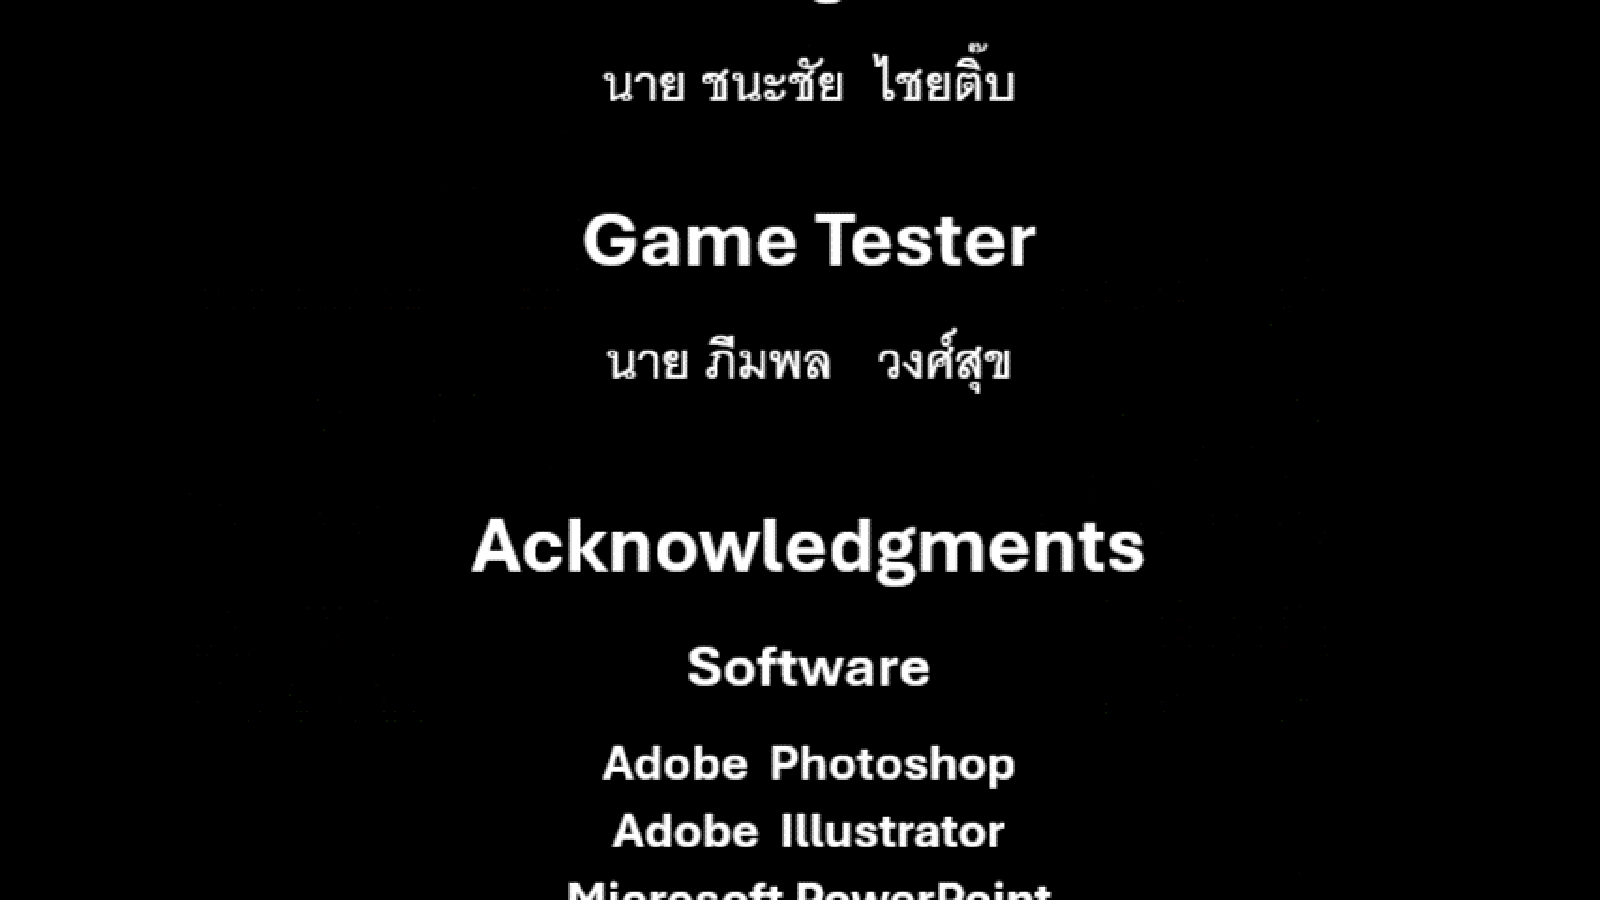 นาย ชนะชัย ไชยติ๊บ
Game Tester
นาย ภีมพล วงศ์สุข
Acknowledgments
Software
Adobe Photoshop
Adobe Illustrator
Microsoft PowerPoint